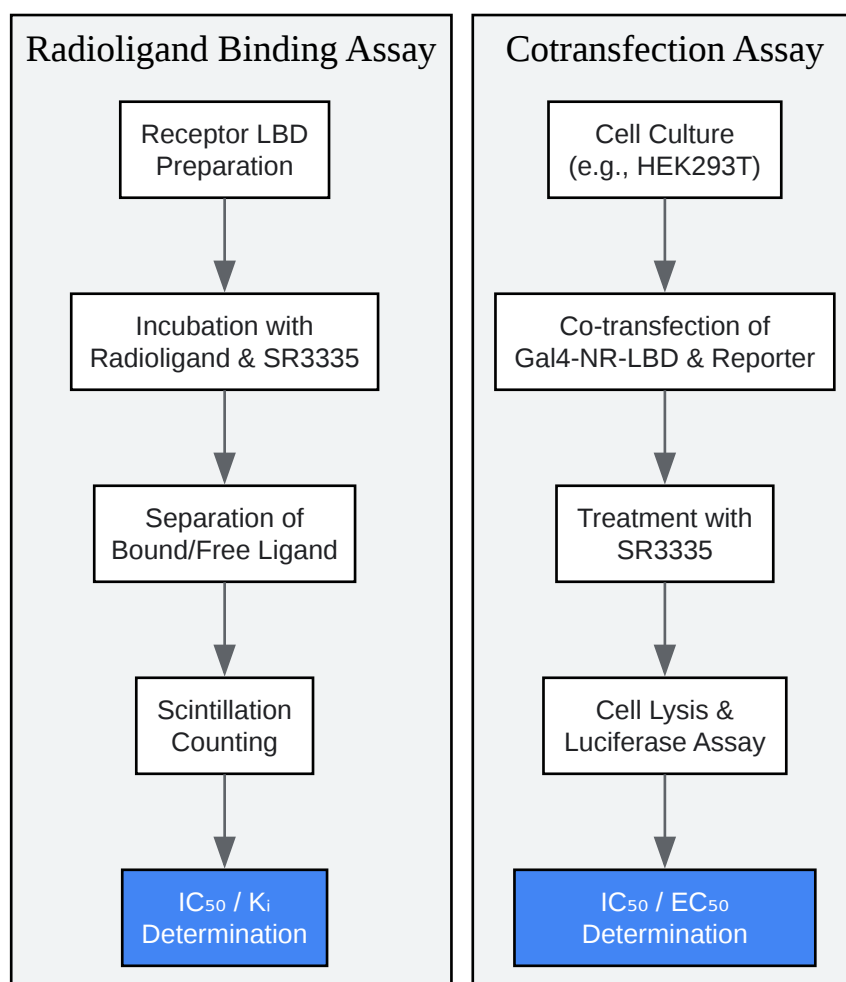 Radioligand Binding Assay
Receptor LBD
Preparation
Incubation with
Radioligand & SR3335
Separation of
Bound/Free Ligand
Scintillation
Counting
IC₅₀ / Kᵢ
Determination
Cotransfection Assay
Cell Culture
(e.g., HEK293T)
Co-transfection of
Gal4-NR-LBD & Reporter
Treatment with
SR3335
Cell Lysis &
Luciferase Assay
IC₅₀ / EC₅₀
Determination